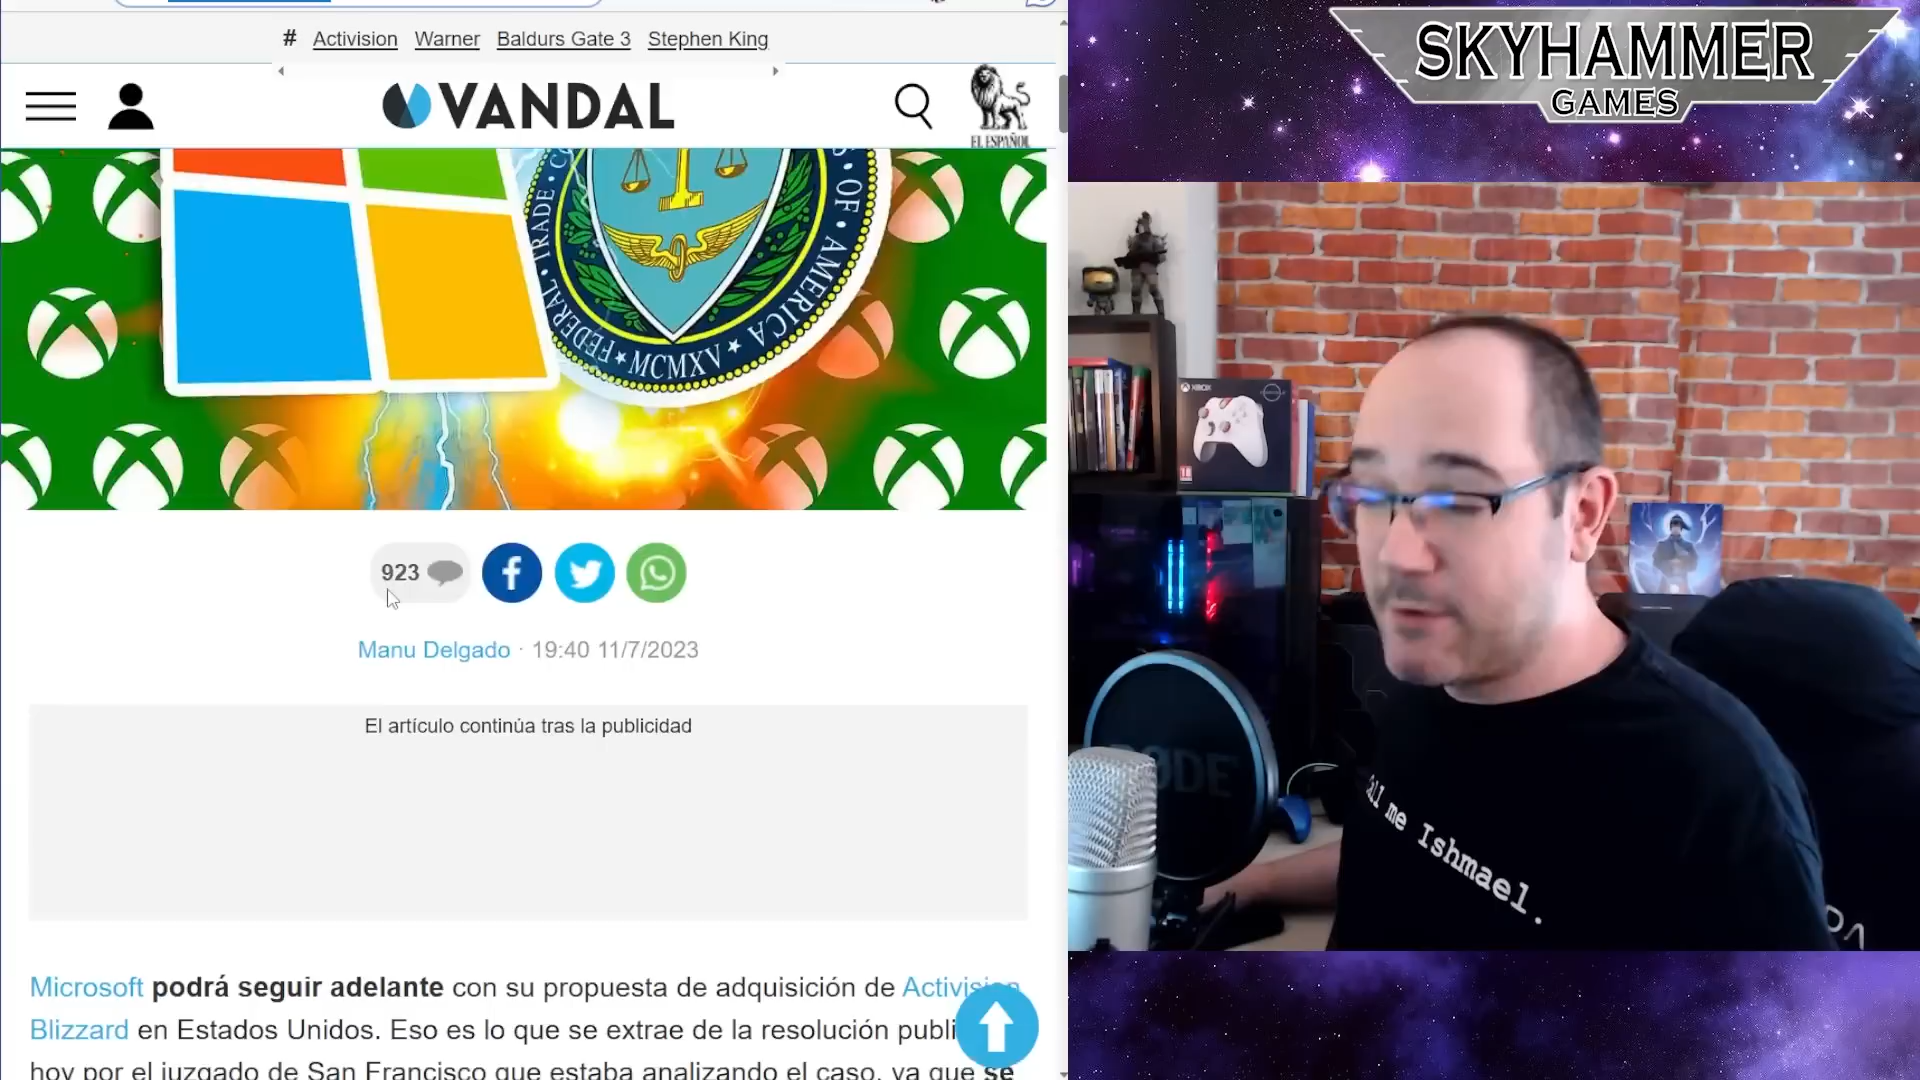 # Activision Warner Baldurs Gate 3 Stephen King
VANDAL
EL ESPAÑOL
FEDERAL • TRADE • OF • AMERICA
★ MCMXV ★
923
Manu Delgado · 19:40 11/7/2023
El artículo continúa tras la publicidad
Microsoft podrá seguir adelante con su propuesta de adquisición de
Blizzard en Estados Unidos. Eso es lo que se extrae de la resolución
hoy por el juzgado de San Francisco que estaba analizando el caso, ya que se
SKYHAMMER
GAMES
XBOX
RØDE
me Ishmael.